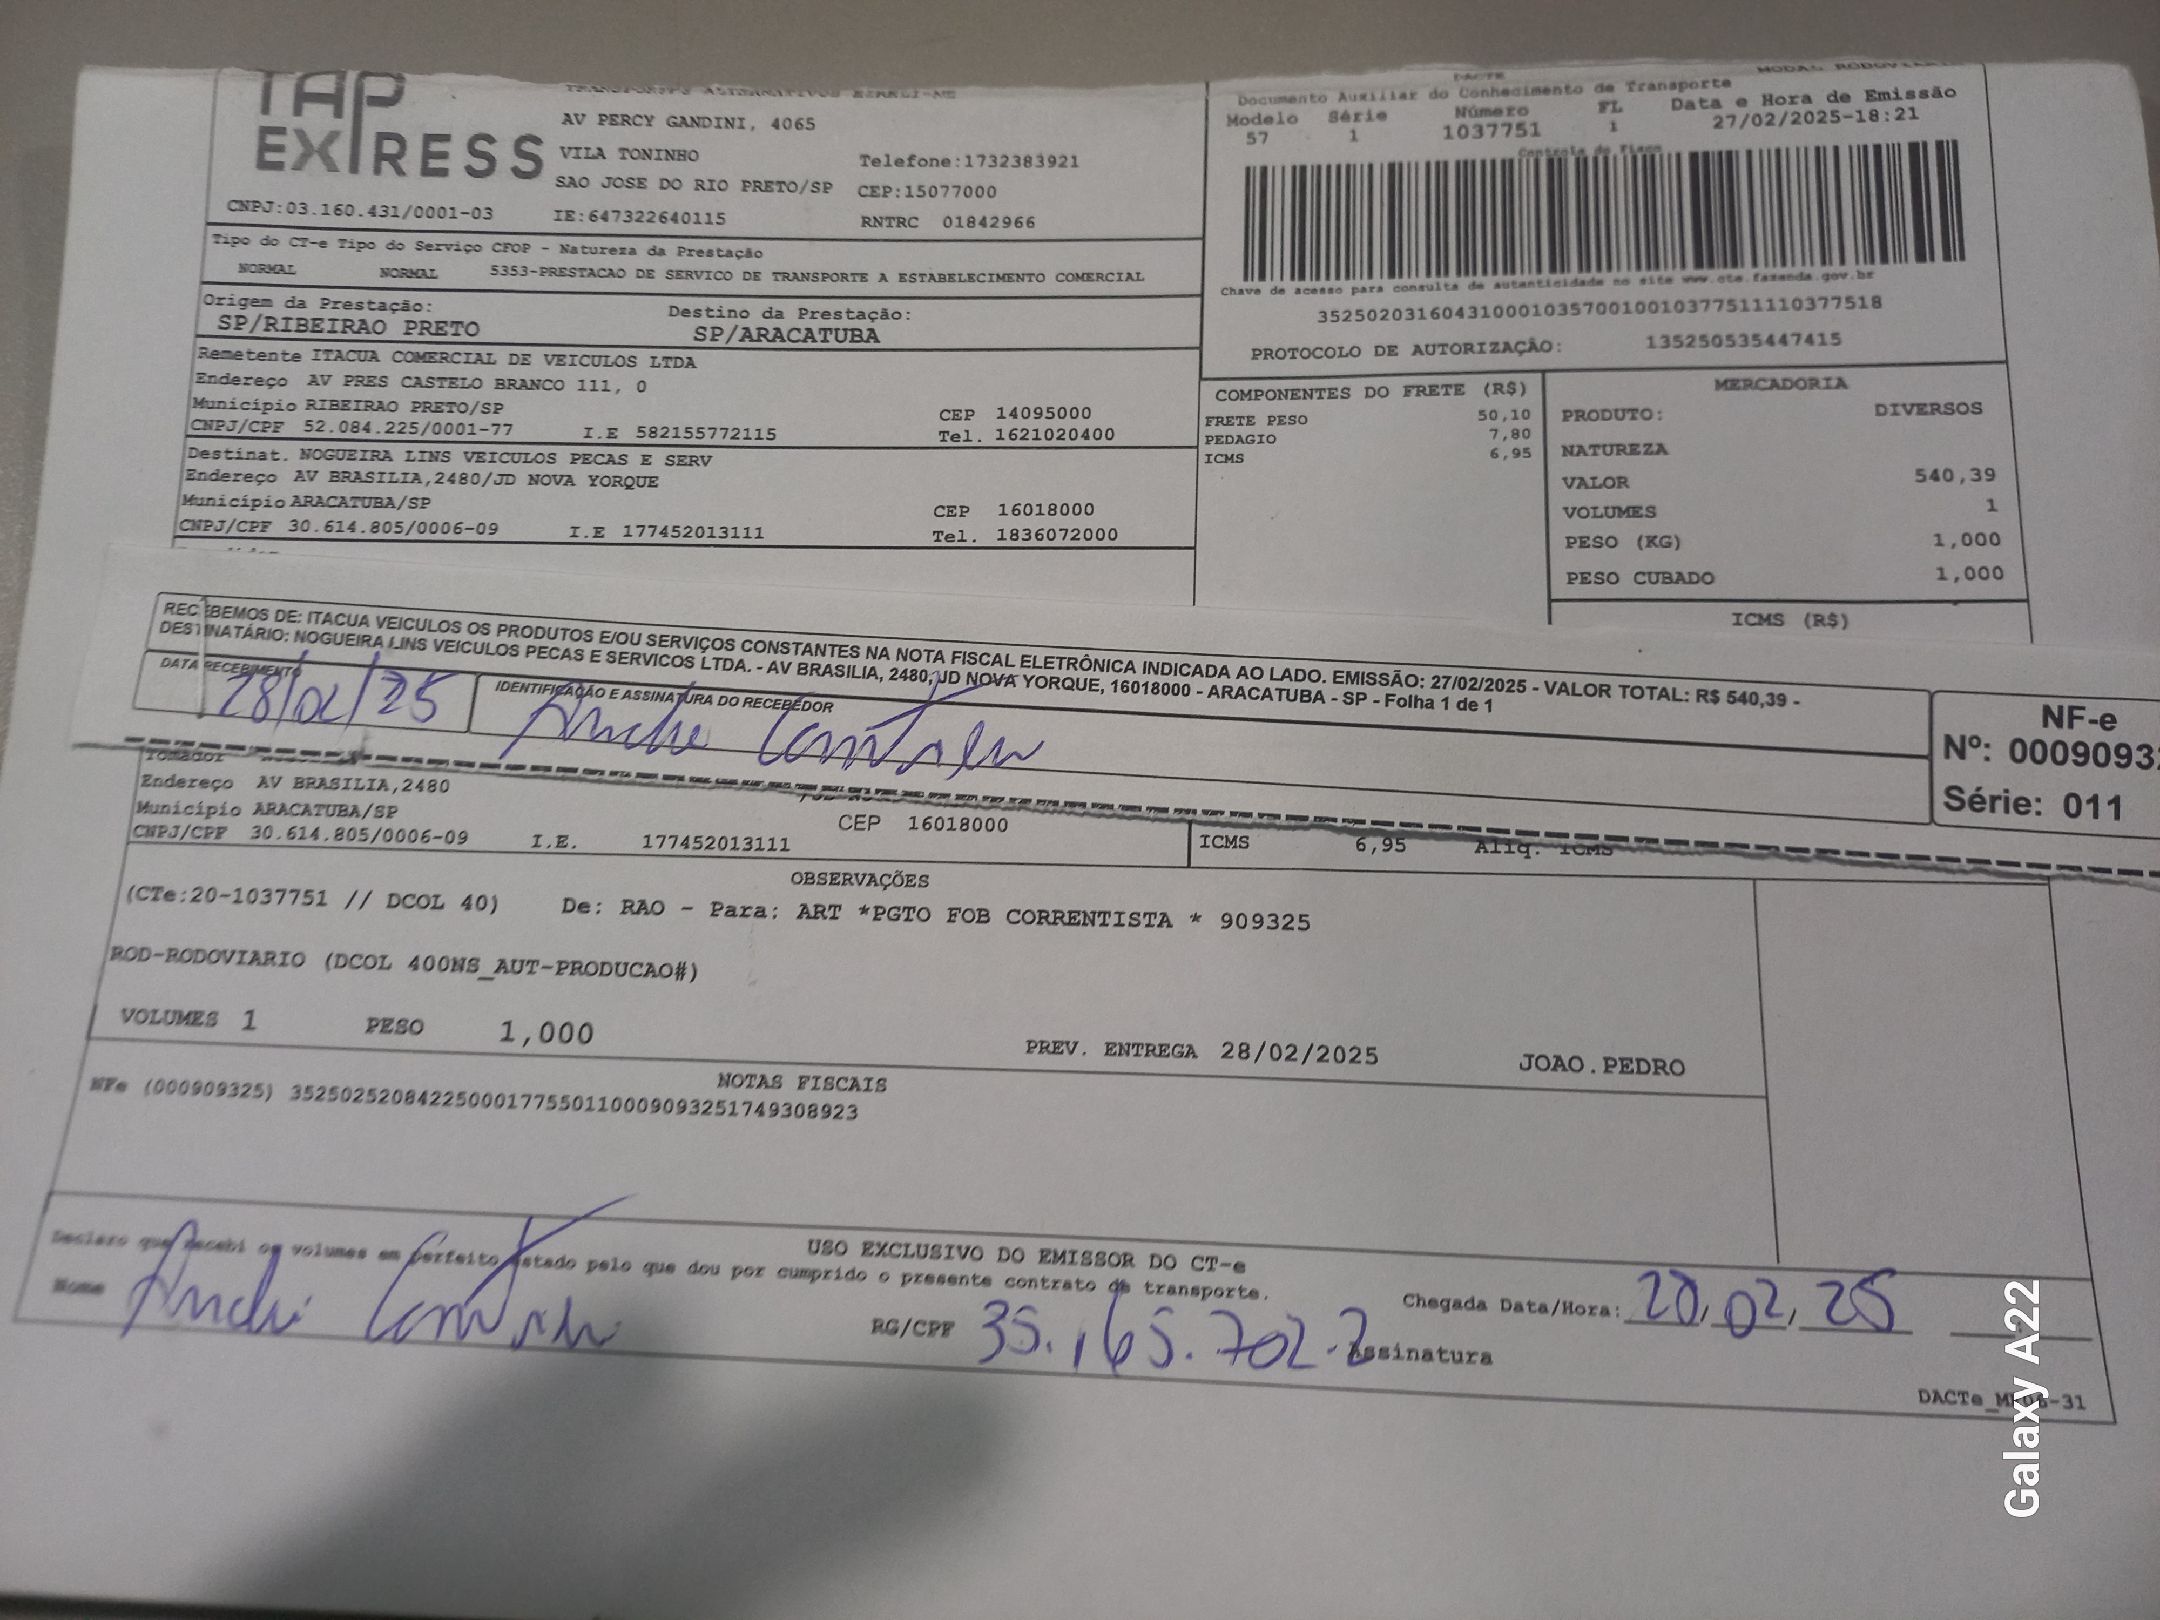 TAP
EXPRESS
AV PERCY GANDINI, 4065
VILA TONINHO
Telefone:1732383921
SAO JOSE DO RIO PRETO/SP CEP:15077000
CNPJ:03.160.431/0001-03 IE:647322640115 RNTRC 01842966
DACTE
Documento Auxiliar do Conhecimento de Transporte
Modelo Série Número FL Data e Hora de Emissão
57 1 1037751 1 27/02/2025-18:21
Controle do Fisco
Chave de acesso para consulta de autenticidade no site www.cte.fazenda.gov.br
35250203160431000103570010010377511110377518
PROTOCOLO DE AUTORIZAÇÃO: 135250535447415
Tipo do CT-e Tipo do Serviço CFOP - Natureza da Prestação
NORMAL NORMAL 5353-PRESTACAO DE SERVICO DE TRANSPORTE A ESTABELECIMENTO COMERCIAL
Origem da Prestação: Destino da Prestação:
SP/RIBEIRAO PRETO SP/ARACATUBA
Remetente ITACUA COMERCIAL DE VEICULOS LTDA
Endereço AV PRES CASTELO BRANCO 111, 0
Município RIBEIRAO PRETO/SP CEP 14095000
CNPJ/CPF 52.084.225/0001-77 I.E 582155772115 Tel. 1621020400
Destinat. NOGUEIRA LINS VEICULOS PECAS E SERV
Endereço AV BRASILIA,2480/JD NOVA YORQUE
Município ARACATUBA/SP CEP 16018000
CNPJ/CPF 30.614.805/0006-09 I.E 177452013111 Tel. 1836072000
COMPONENTES DO FRETE (R$)
FRETE PESO 50,10
PEDAGIO 7,80
ICMS 6,95
MERCADORIA
PRODUTO: DIVERSOS
NATUREZA
VALOR 540,39
VOLUMES 1
PESO (KG) 1,000
PESO CUBADO 1,000
ICMS (R$)
RECEBEMOS DE: ITACUA VEICULOS OS PRODUTOS E/OU SERVIÇOS CONSTANTES NA NOTA FISCAL ELETRÔNICA INDICADA AO LADO. EMISSÃO: 27/02/2025 - VALOR TOTAL: R$ 540,39 -
DESTINATÁRIO: NOGUEIRA LINS VEICULOS PECAS E SERVICOS LTDA. - AV BRASILIA, 2480, JD NOVA YORQUE, 16018000 - ARACATUBA - SP - Folha 1 de 1
DATA RECEBIMENTO IDENTIFICAÇÃO E ASSINATURA DO RECEBEDOR
28/02/25 André
NF-e
Nº: 00090932
Série: 011
Tomador
Endereço AV BRASILIA,2480
Município ARACATUBA/SP CEP 16018000
CNPJ/CPF 30.614.805/0006-09 I.E. 177452013111
ICMS 6,95 Aliq. ICMS
OBSERVAÇÕES
(CTe:20-1037751 // DCOL 40) De: RAO - Para: ART *PGTO FOB CORRENTISTA * 909325
ROD-RODOVIARIO (DCOL 400NS_AUT-PRODUCAO#)
VOLUMES 1 PESO 1,000 PREV. ENTREGA 28/02/2025 JOAO.PEDRO
NOTAS FISCAIS
NFe (000909325) 35250252084225000177550110009093251749308923
USO EXCLUSIVO DO EMISSOR DO CT-e
Declaro que recebi os volumes em perfeito estado pelo que dou por cumprido o presente contrato de transporte.
Nome André RG/CPF 35.165.702-2 Assinatura Chegada Data/Hora: 28, 02, 25
Galaxy A22